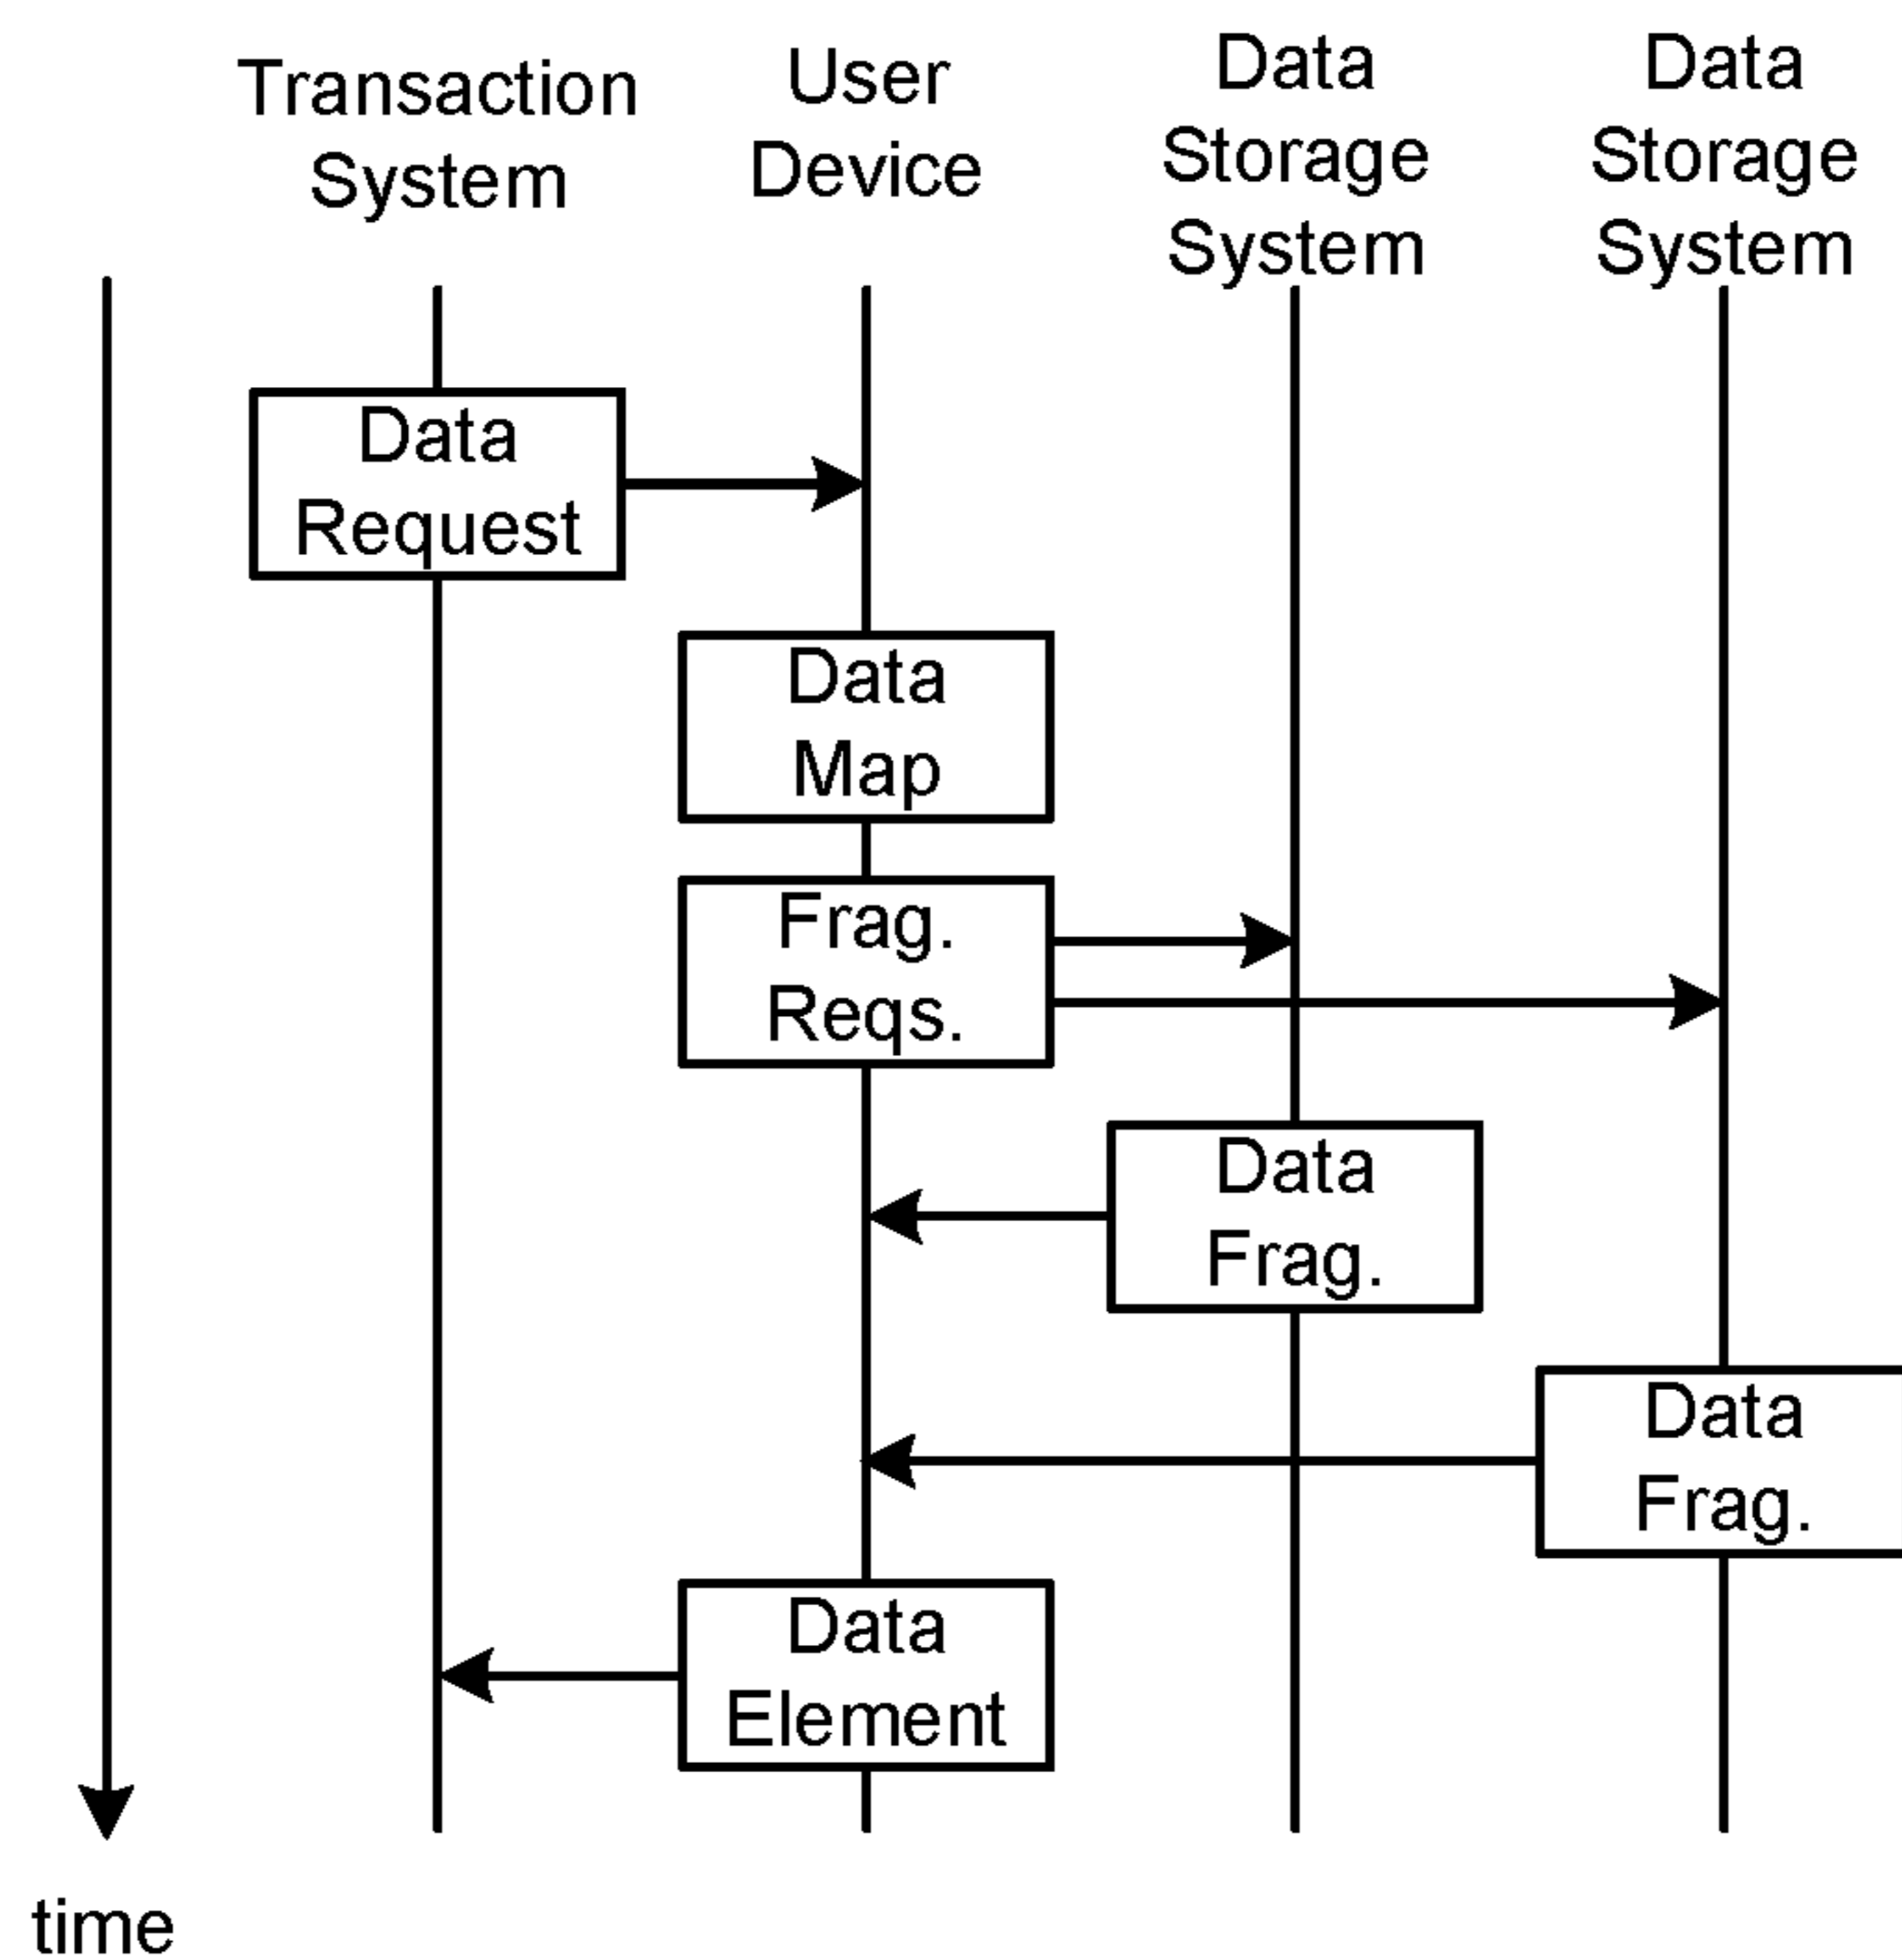 Transaction
System
User
Device
Data
Storage
System
Data
Storage
System
Data
Request
Data
Map
Frag.
Reqs.
Data
Frag.
Data
Frag.
Data
Element
time